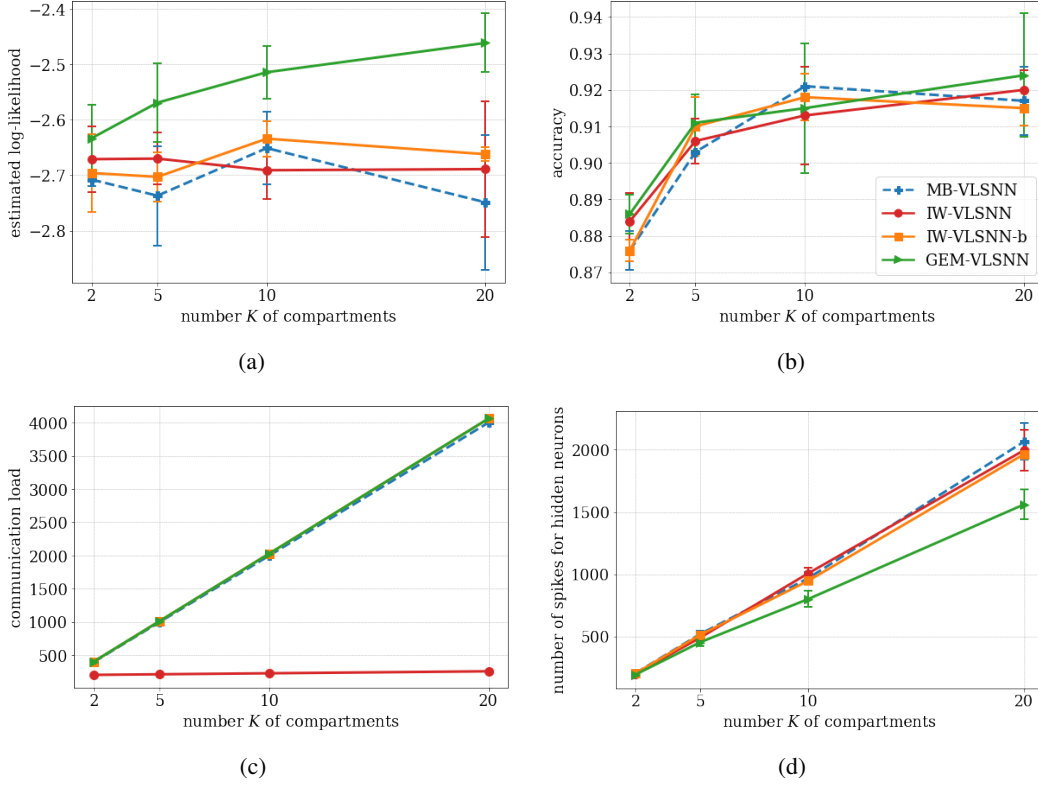 −2.4
−2.5
−2.6
−2.7
−2.8
estimated log-likelihood
2 5 10 20
number K of compartments
(a)
0.94
0.93
0.92
0.91
0.90
0.89
0.88
0.87
accuracy
MB-VLSNN
IW-VLSNN
IW-VLSNN-b
GEM-VLSNN
2 5 10 20
number K of compartments
(b)
4000
3500
3000
2500
2000
1500
1000
500
communication load
2 5 10 20
number K of compartments
(c)
2000
1500
1000
500
number of spikes for hidden neurons
2 5 10 20
number K of compartments
(d)